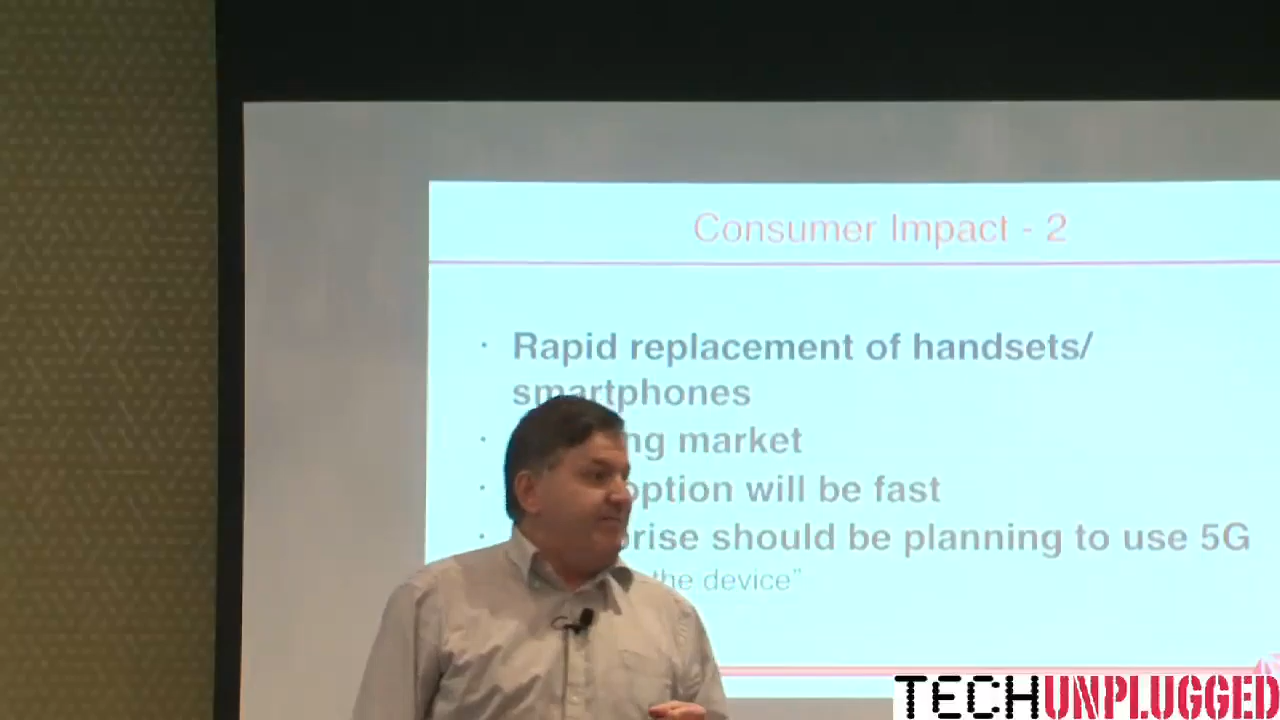 Consumer Impact - 2
· Rapid replacement of handsets/
smartphones
· market
· will be fast
· should be planning to use 5G
the device”
TECHUNPLUGGED